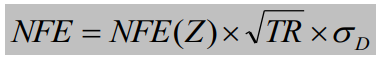 NFE = NFE(Z) × √TR × σ_D